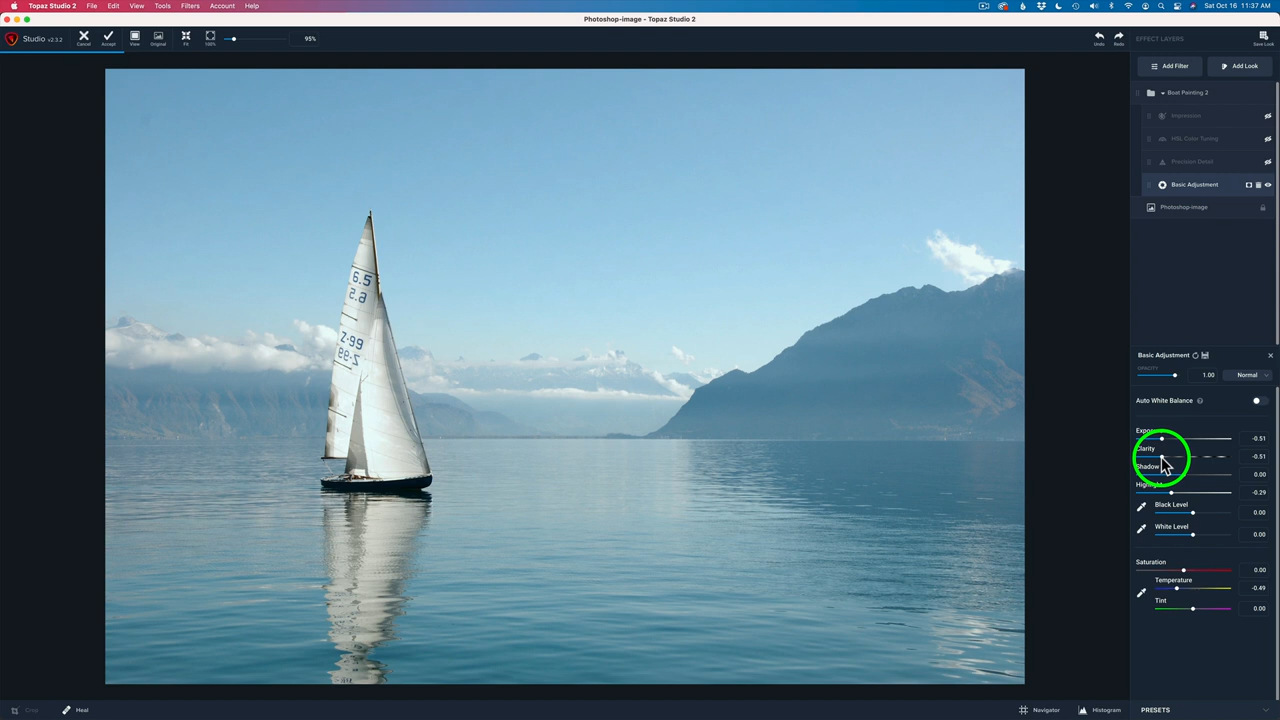 Topaz Studio 2 File Edit View Tools Filters Account Help Sat Oct 16 11:37 AM
Photoshop-image - Topaz Studio 2
Studio v2.3.2 Cancel Accept View Original Fit 100% 95% Undo Redo EFFECT LAYERS Save Look
Add Filter Add Look
Boat Painting 2
Impression
HSL Color Tuning
Precision Detail
Basic Adjustment
Photoshop-image
6.5
Z-99
Basic Adjustment
OPACITY 1.00 Normal
Auto White Balance
-0.51
Clarity -0.51
Shadow 0.00
Highlight -0.29
Black Level 0.00
White Level 0.00
Saturation 0.00
Temperature -0.49
Tint 0.00
Crop Heal Navigator Histogram PRESETS